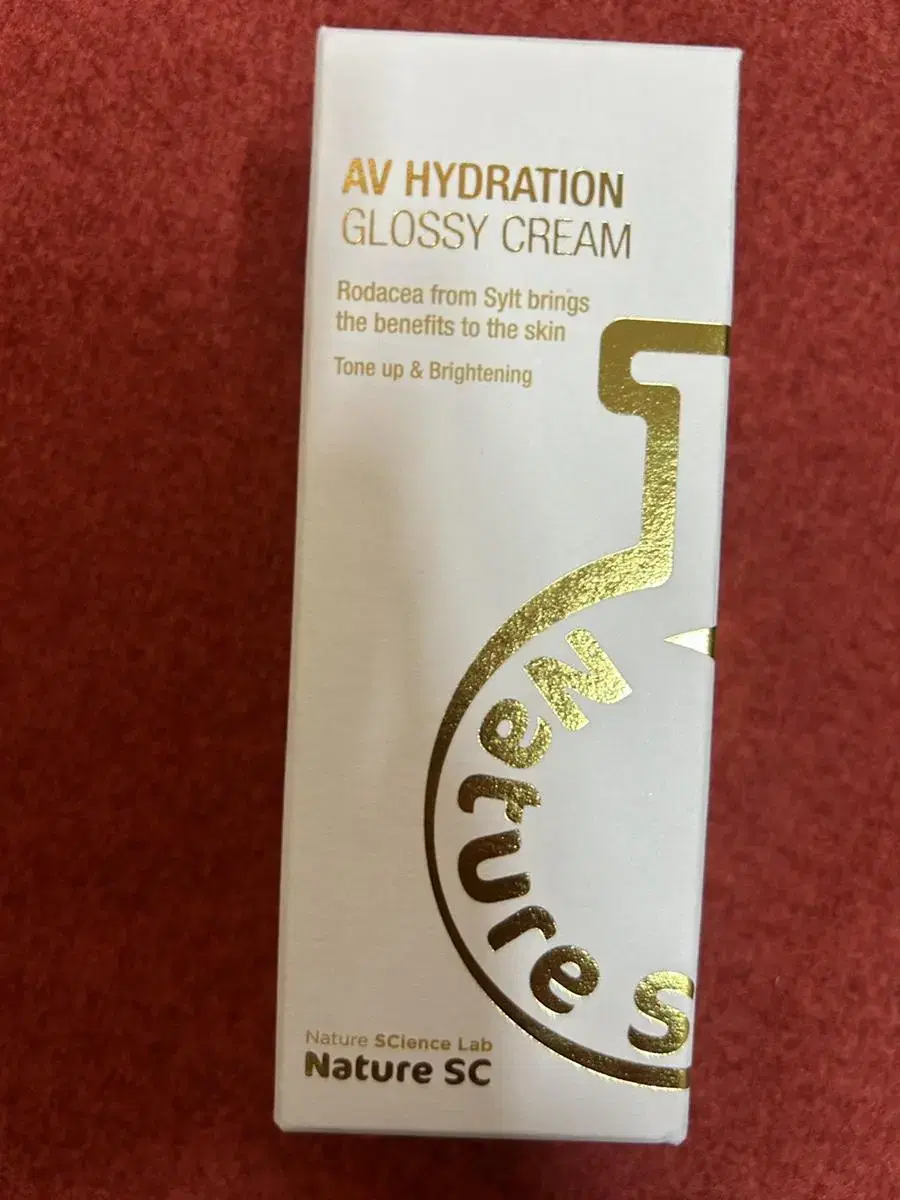 AV HYDRATION
GLOSSY CREAM
Rodacea from Sylt brings
the benefits to the skin
Tone up & Brightening
Nature S
Nature SCience Lab
Nature SC